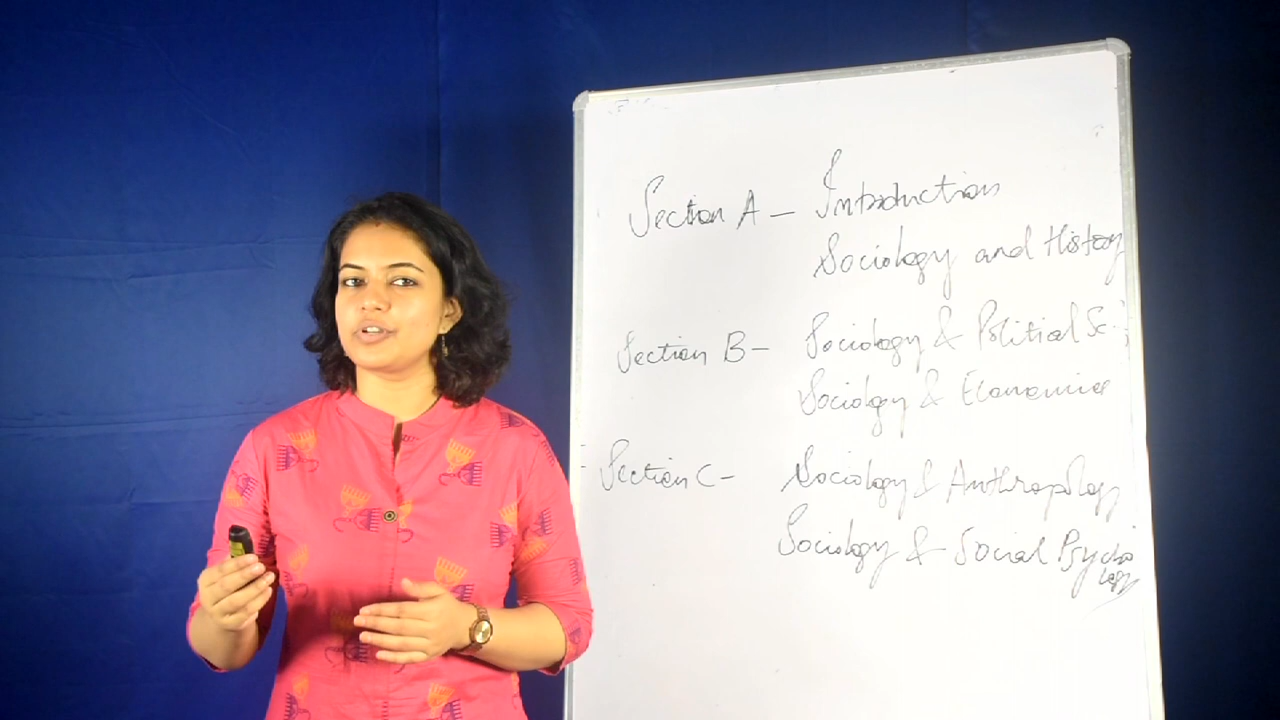 Section A - Introduction
Sociology and History
Section B - Sociology & Political Sc.;
Sociology & Economics
Section C - Sociology & Anthropology
Sociology & Social Psychology